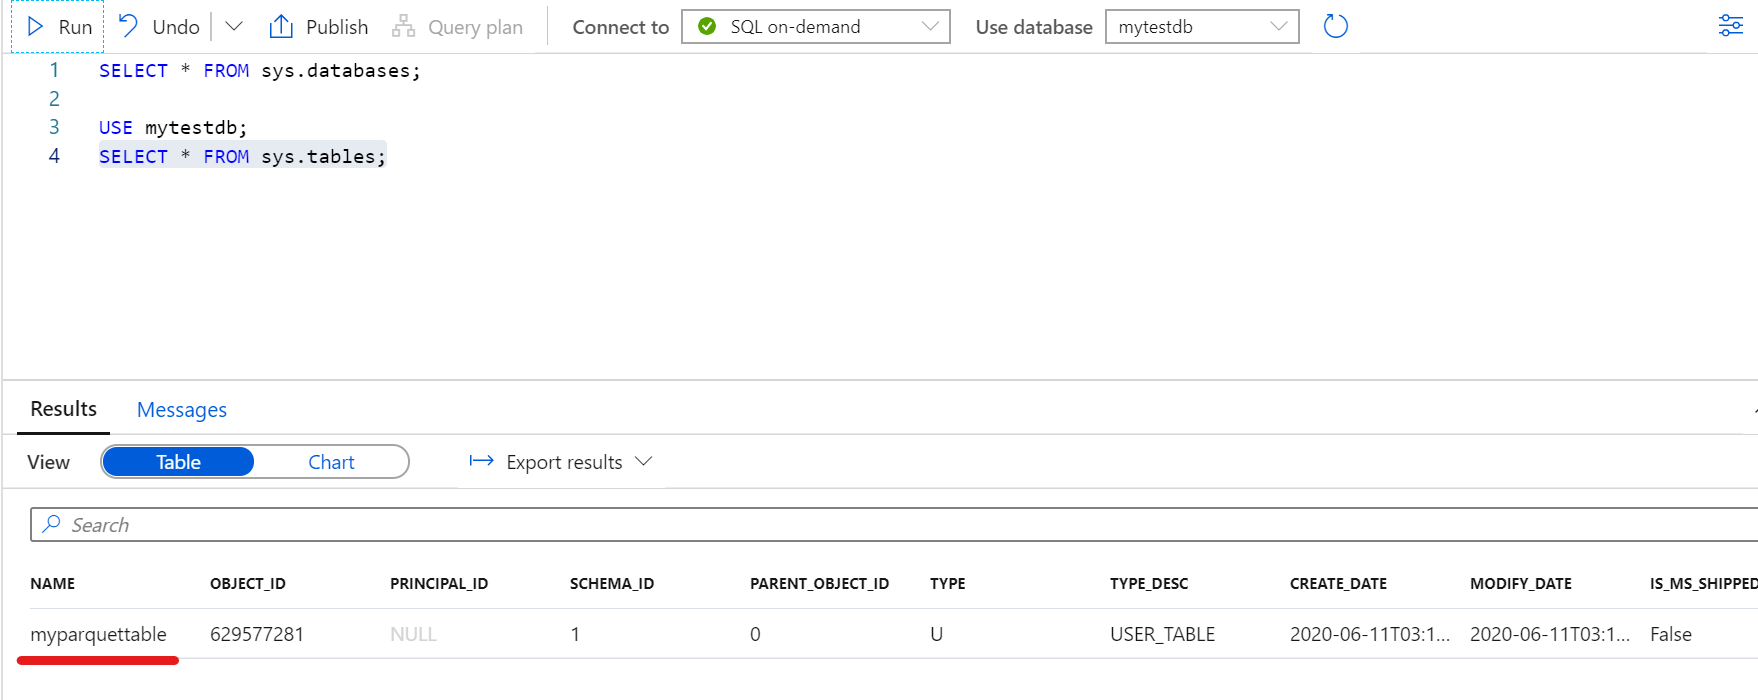 Run Undo Publish Query plan Connect to SQL on-demand Use database mytestdb
1 SELECT * FROM sys.databases;
2
3 USE mytestdb;
4 SELECT * FROM sys.tables;
Results Messages
View Table Chart Export results
Search
NAME OBJECT_ID PRINCIPAL_ID SCHEMA_ID PARENT_OBJECT_ID TYPE TYPE_DESC CREATE_DATE MODIFY_DATE IS_MS_SHIPPED
myparquettable 629577281 NULL 1 0 U USER_TABLE 2020-06-11T03:1... 2020-06-11T03:1... False